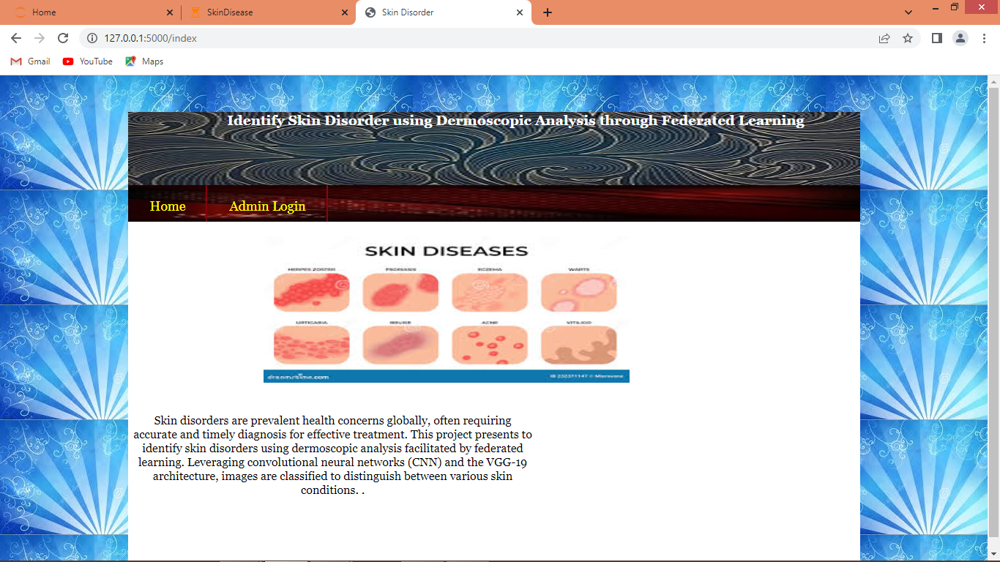 Home
SkinDisease
Skin Disorder
127.0.0.1:5000/index
Gmail
YouTube
Maps
Identify Skin Disorder using Dermoscopic Analysis through Federated Learning
Home
Admin Login
SKIN DISEASES
HERPES ZOSTER PSORIASIS ECZEMA WARTS
URTICARIA BRUISE ACNE VITILIGO
dreamstime.com
Skin disorders are prevalent health concerns globally, often requiring
accurate and timely diagnosis for effective treatment. This project presents to
identify skin disorders using dermoscopic analysis facilitated by federated
learning. Leveraging convolutional neural networks (CNN) and the VGG-19
architecture, images are classified to distinguish between various skin
conditions. .